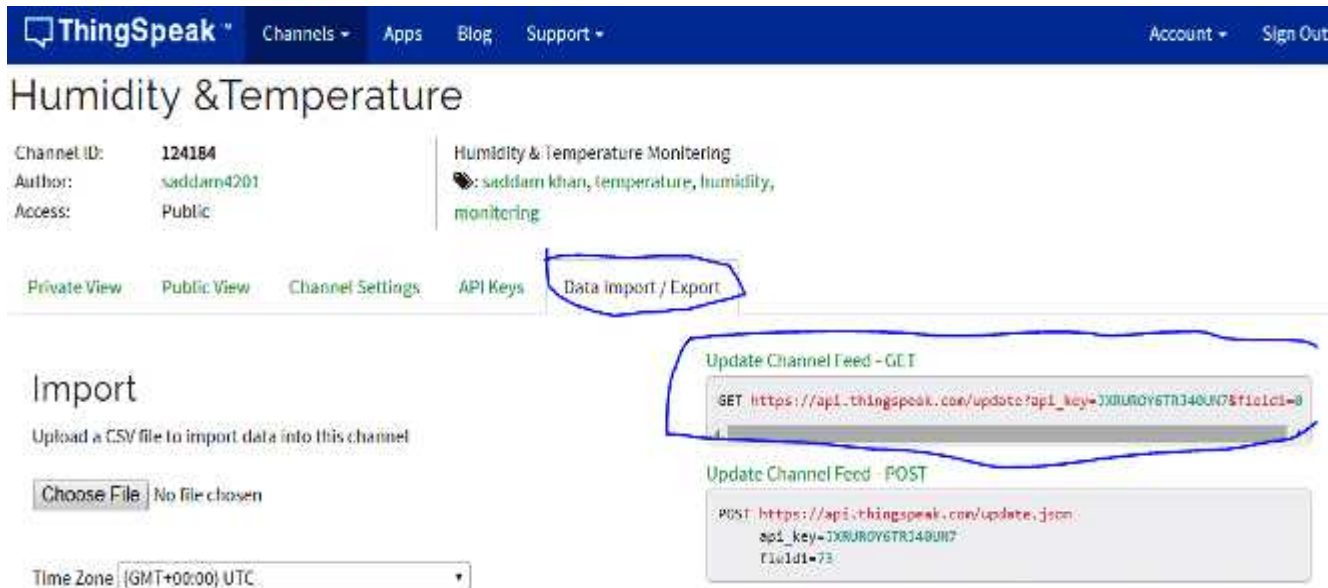 ThingSpeak ™ Channels Apps Blog Support Account Sign Out
Humidity &Temperature
Channel ID: 124184
Author: saddam4201
Access: Public
Humidity & Temperature Monitering
: saddam khan, temperature, humidity,
monitering
Private View Public View Channel Settings API Keys Data Import / Export
Import
Upload a CSV file to import data into this channel
Choose File No file chosen
Time Zone (GMT+00:00) UTC
Update Channel Feed - GET
GET https://api.thingspeak.com/update?api_key=JXRUROY6TRJ40UN7&field1=0
Update Channel Feed - POST
POST https://api.thingspeak.com/update.json
api_key=JXRUROY6TRJ40UN7
field1=73